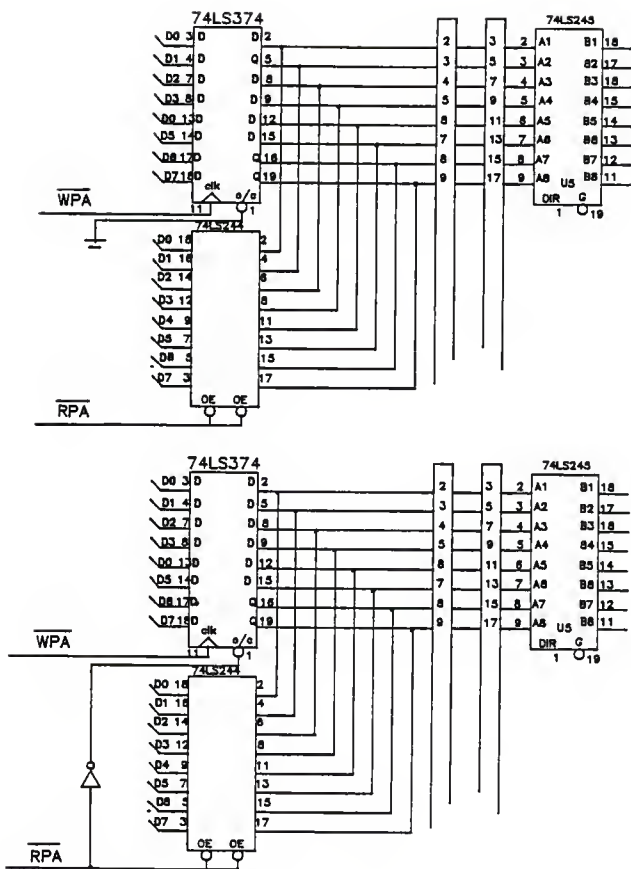 74LS374 74LS245
D0 3 D D 2 2 3 2 A1 B1 18
D1 4 D Q 5 3 5 3 A2 B2 17
D2 7 D D 8 4 7 4 A3 B3 18
D3 8 D D 9 5 9 5 A4 B4 15
D0 13 D D 12 8 11 6 A5 B5 14
D5 14 D D 15 7 13 7 A6 B6 13
D6 17 D Q 16 8 15 8 A7 B7 12
D7 18 D Q 19 9 17 9 A8 B8 11
U5
clk o/c DIR G
WPA 11 1 1 19
74LS244
D0 18 2
D1 16 4
D2 14 6
D3 12 8
D4 9 11
D5 7 13
D6 5 15
D7 3 17
OE OE
RPA
74LS374 74LS245
D0 3 D D 2 2 3 2 A1 B1 18
D1 4 D D 5 3 5 3 A2 B2 17
D2 7 D D 8 4 7 4 A3 B3 18
D3 8 D D 9 5 9 5 A4 B4 15
D0 13 D D 12 8 11 6 A5 B5 14
D5 14 D D 15 7 13 7 A6 B6 13
D6 17 D Q 16 8 15 8 A7 B7 12
D7 18 D Q 19 9 17 9 A8 B8 11
U5
clk o/c DIR G
WPA 11 1 1 19
74LS244
D0 18 2
D1 16 4
D2 14 6
D3 12 8
D4 9 11
D5 7 13
D6 5 15
D7 3 17
OE OE
RPA